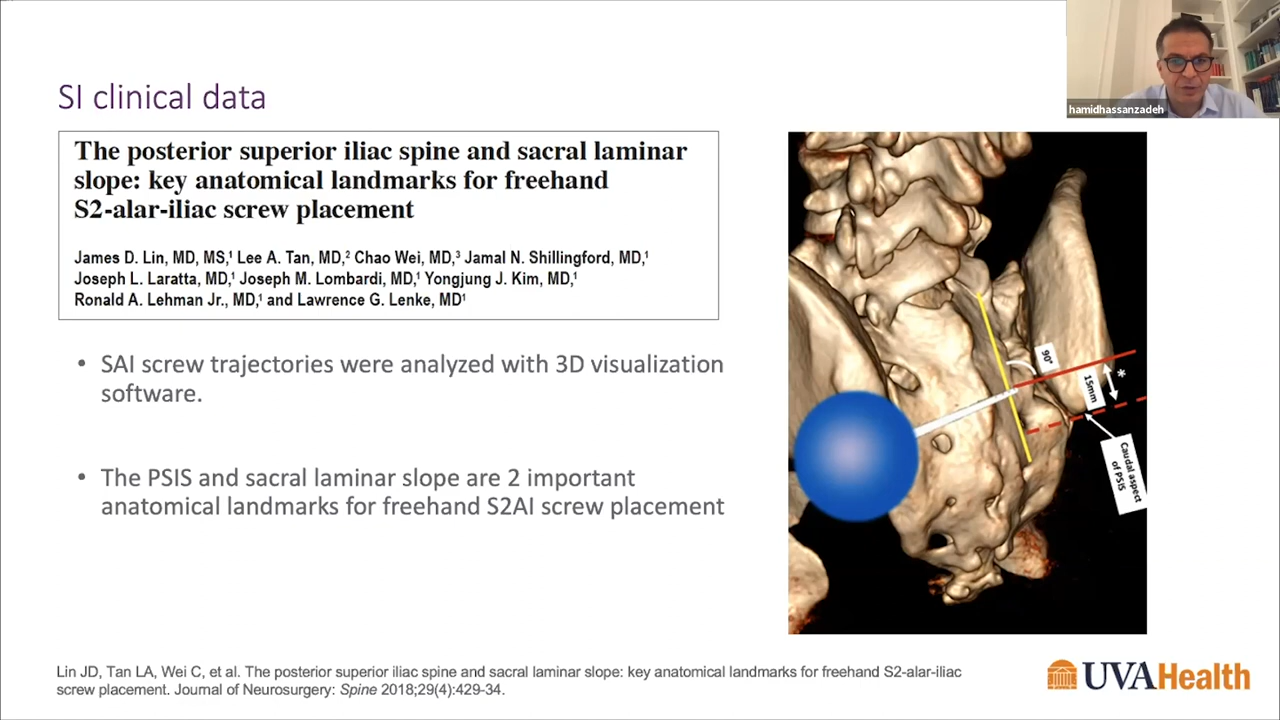 hamidhassanzadeh
SI clinical data
The posterior superior iliac spine and sacral laminar
slope: key anatomical landmarks for freehand
S2-alar-iliac screw placement
James D. Lin, MD, MS,¹ Lee A. Tan, MD,² Chao Wei, MD,³ Jamal N. Shillingford, MD,¹
Joseph L. Laratta, MD,¹ Joseph M. Lombardi, MD,¹ Yongjung J. Kim, MD,¹
Ronald A. Lehman Jr., MD,¹ and Lawrence G. Lenke, MD¹
• SAI screw trajectories were analyzed with 3D visualization
software.
• The PSIS and sacral laminar slope are 2 important
anatomical landmarks for freehand S2AI screw placement
90°
15mm
*
Caudal aspect
of PSIS
Lin JD, Tan LA, Wei C, et al. The posterior superior iliac spine and sacral laminar slope: key anatomical landmarks for freehand S2-alar-iliac
screw placement. Journal of Neurosurgery: Spine 2018;29(4):429-34.
UVAHealth